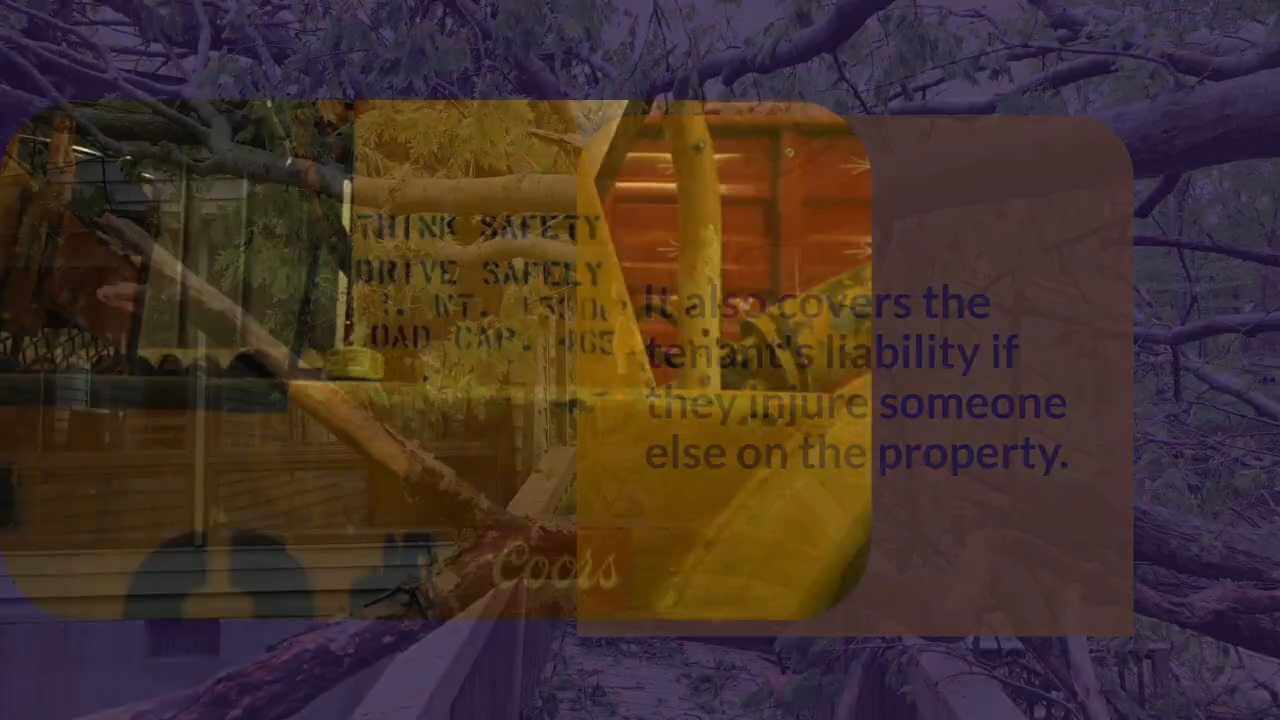 THINK SAFETY
DRIVE SAFELY
WT.
CAP.
It also covers the
tenant's liability if
they injure someone
else on the property.
Coors